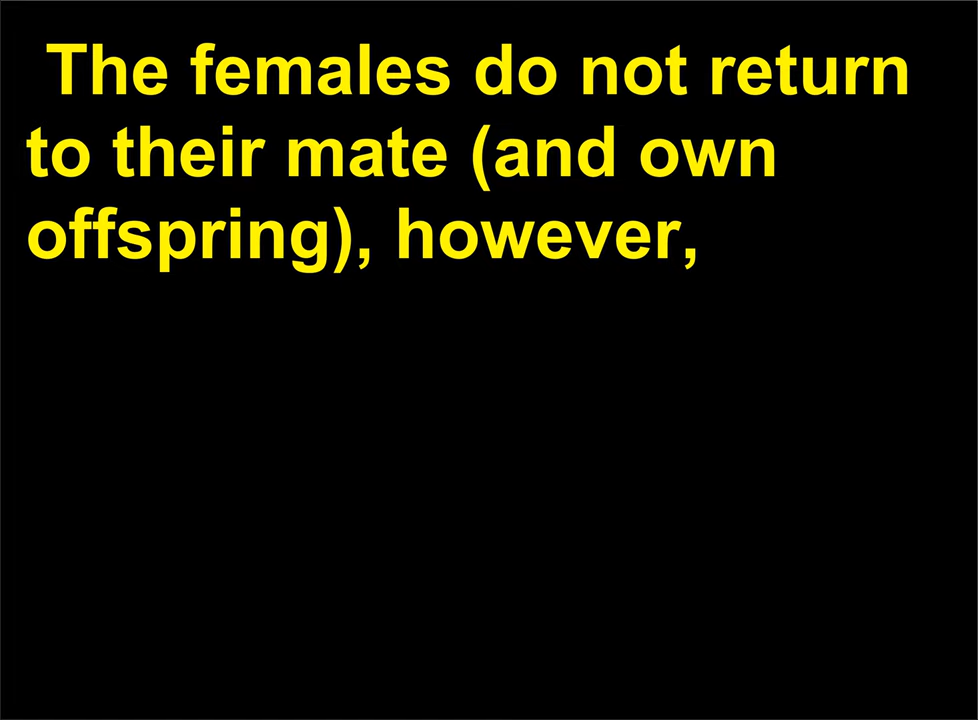 The females do not return
to their mate (and own
offspring), however,